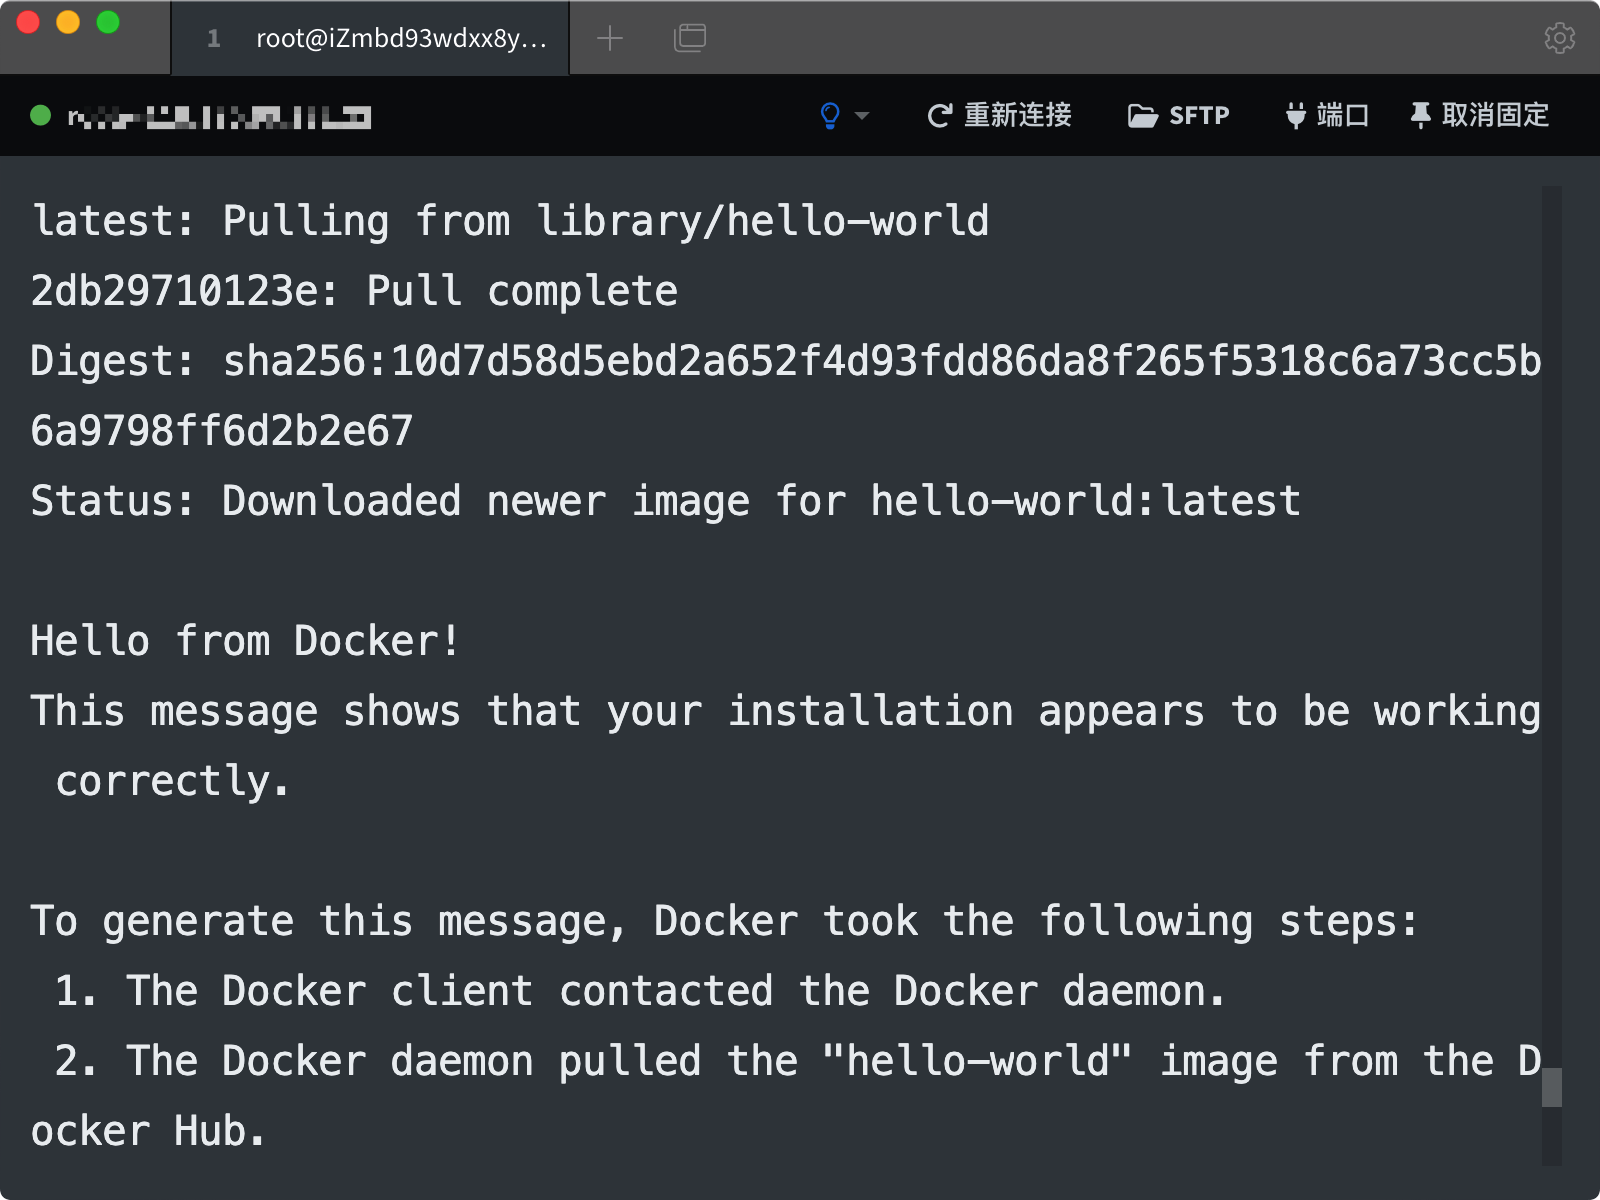 1 root@iZmbd93wdxx8y...
重新连接 SFTP 端口 取消固定
latest: Pulling from library/hello-world
2db29710123e: Pull complete
Digest: sha256:10d7d58d5ebd2a652f4d93fdd86da8f265f5318c6a73cc5b
6a9798ff6d2b2e67
Status: Downloaded newer image for hello-world:latest
Hello from Docker!
This message shows that your installation appears to be working
correctly.
To generate this message, Docker took the following steps:
1. The Docker client contacted the Docker daemon.
2. The Docker daemon pulled the "hello-world" image from the D
ocker Hub.